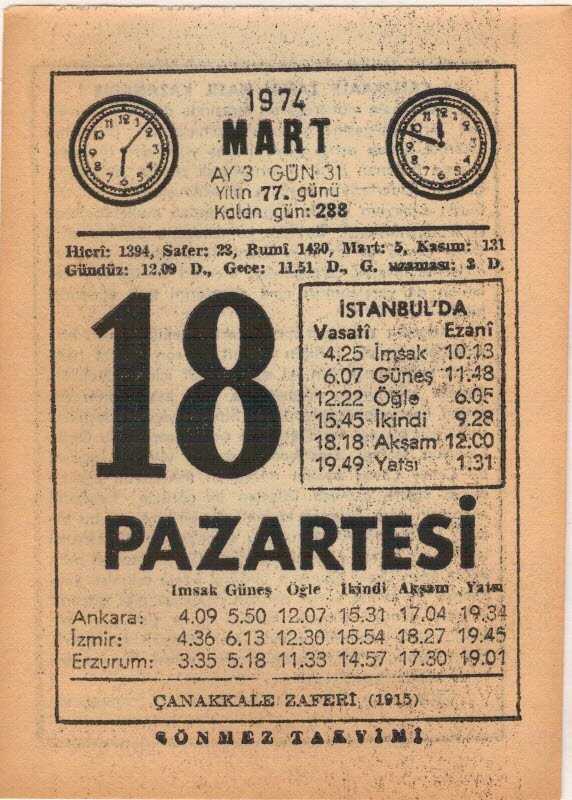 1974
MART
AY 3 GÜN 31
Yılın 77. günü
Kalan gün: 288
Hicrî: 1394, Safer: 23, Rumî 1430, Mart: 5, Kasım: 131
Gündüz: 12.09 D., Gece: 11.51 D., G. uzaması: 3 D.
18
İSTANBUL'DA
Vasatî Ezanî
4.25 İmsak 10.13
6.07 Güneş 11.48
12.22 Öğle 6.05
15.45 İkindi 9.28
18.18 Akşam 12.00
19.49 Yatsı 1.31
PAZARTESİ
Imsak Güneş Öğle İkindi Akşam Yatsı
Ankara: 4.09 5.50 12.07 15.31 17.04 19.34
İzmir: 4.36 6.13 12.30 15.54 18.27 19.45
Erzurum: 3.35 5.18 11.33 14.57 17.30 19.01
ÇANAKKALE ZAFERİ (1915)
SÖNMEZ TAKVİMİ